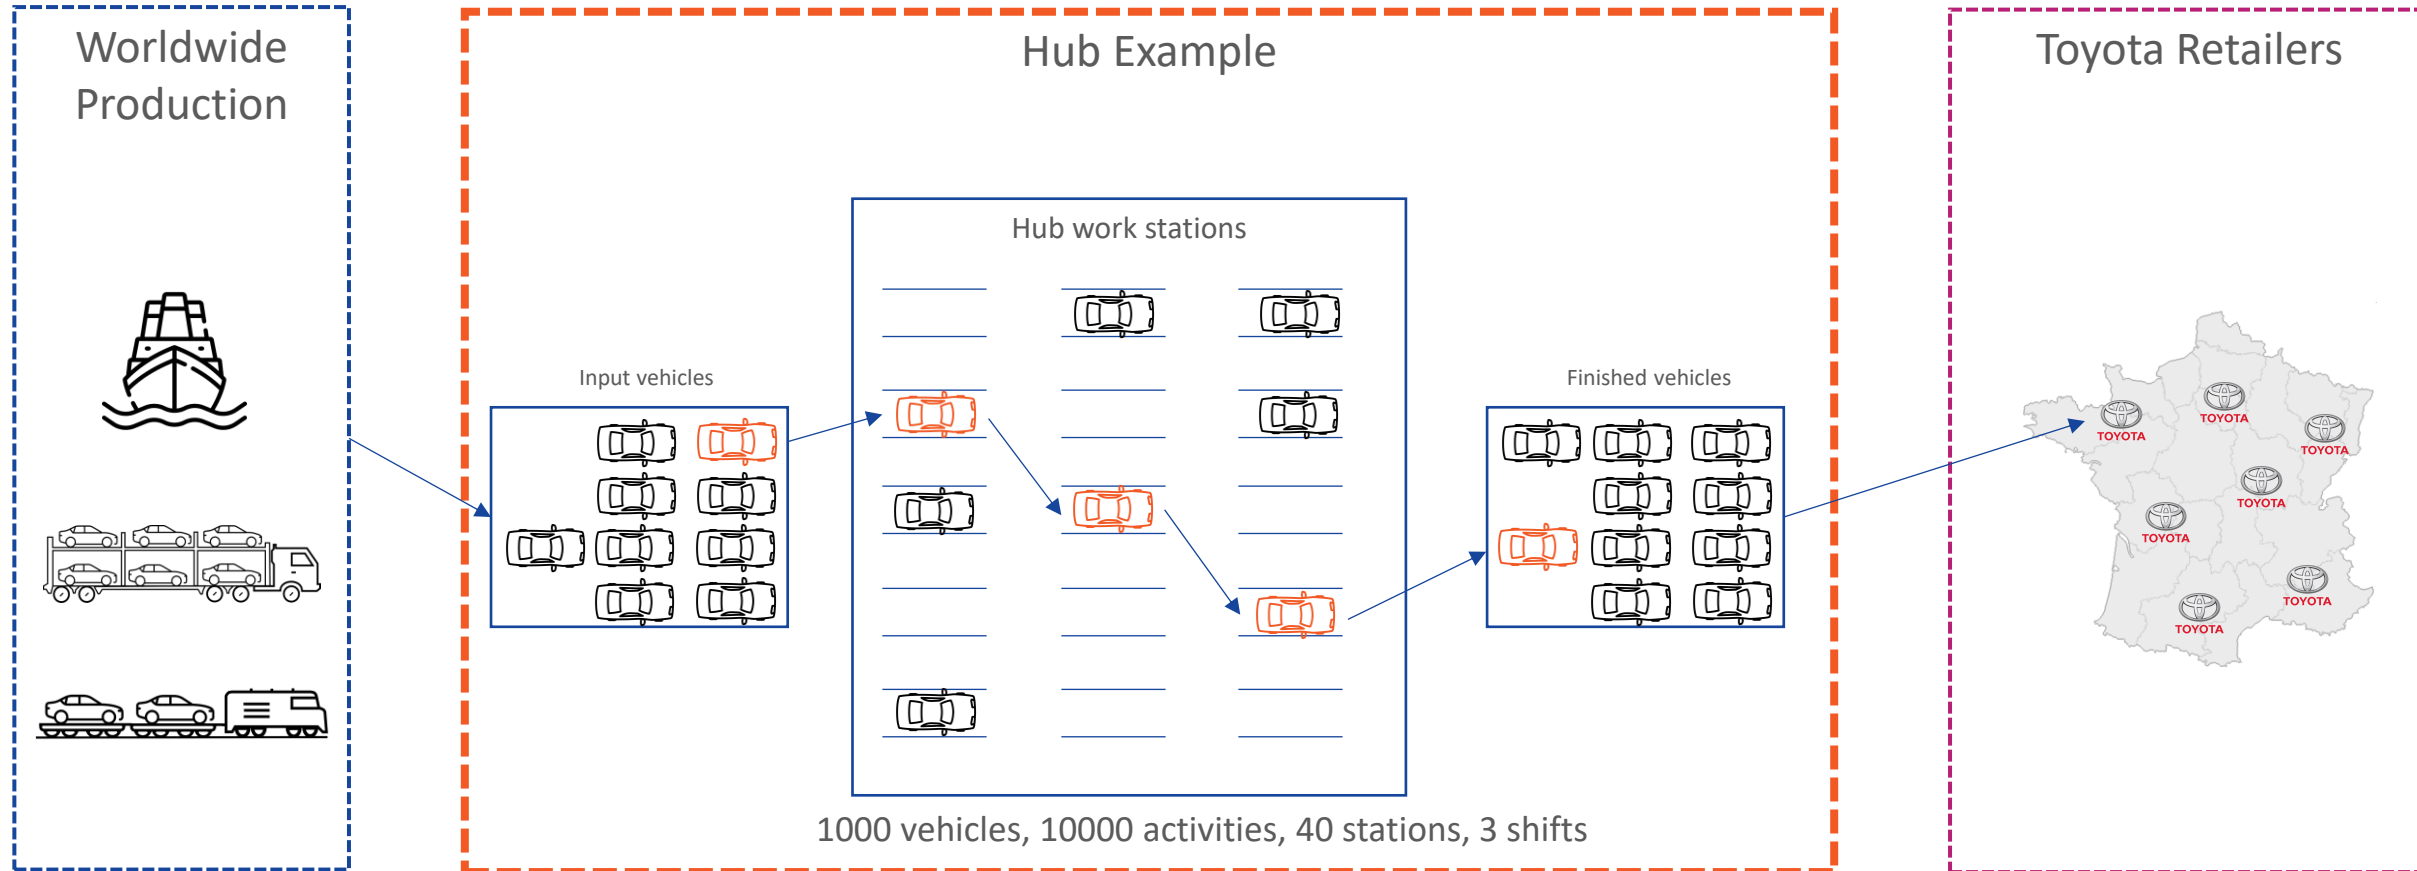 Worldwide
Production
Hub Example
Toyota Retailers
Hub work stations
Input vehicles
Finished vehicles
TOYOTA
TOYOTA
TOYOTA
TOYOTA
TOYOTA
TOYOTA
TOYOTA
1000 vehicles, 10000 activities, 40 stations, 3 shifts